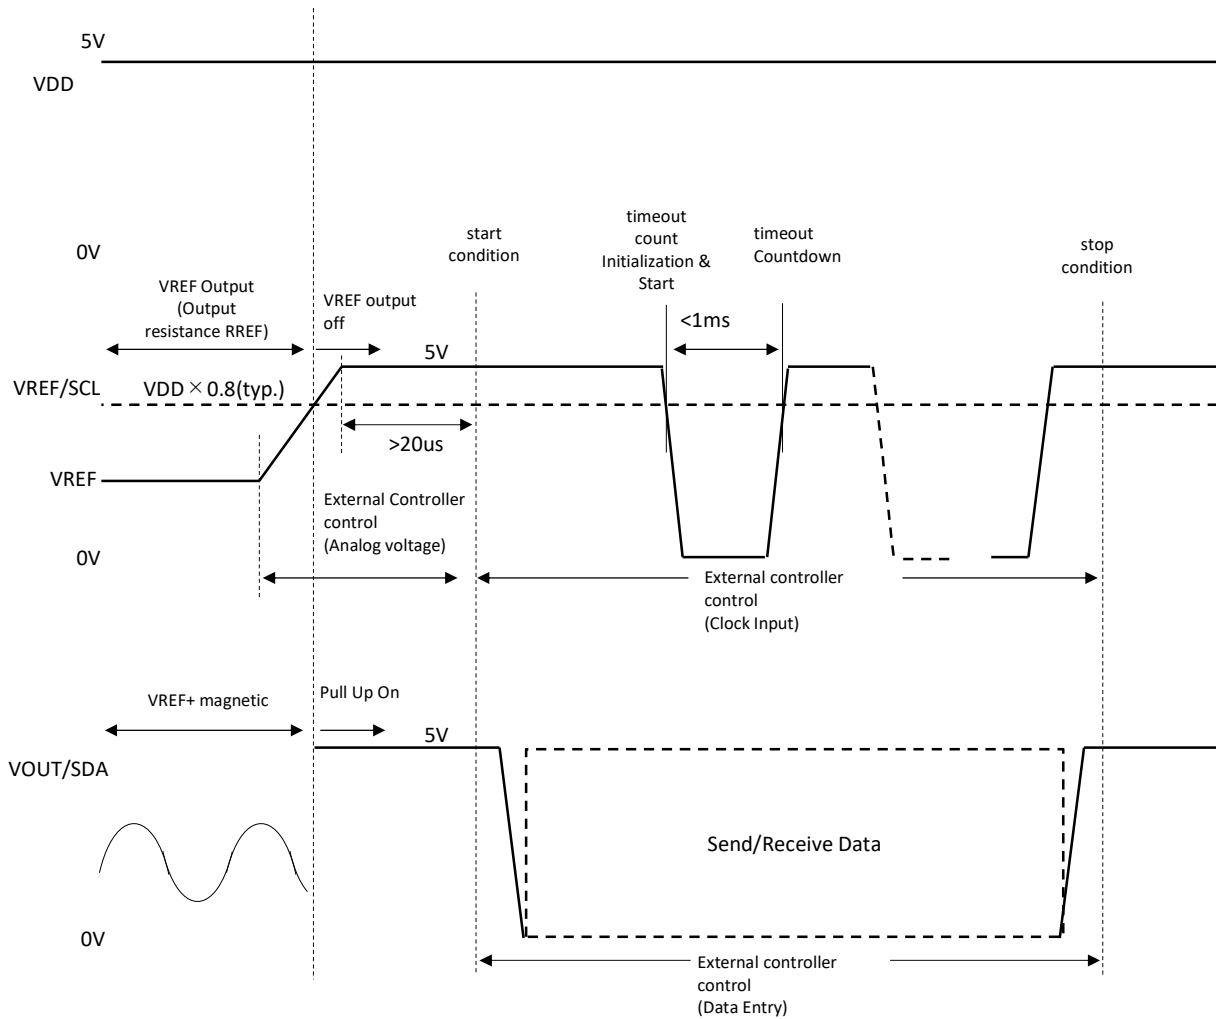 5V
VDD
0V
start
condition
timeout
count
Initialization &
Start
timeout
Countdown
stop
condition
VREF Output
(Output
resistance RREF)
VREF output
off
<1ms
5V
VREF/SCL
VDD×0.8(typ.)
>20us
VREF
External Controller
control
(Analog voltage)
0V
External controller
control
(Clock Input)
VREF+ magnetic
Pull Up On
5V
VOUT/SDA
Send/Receive Data
0V
External controller
control
(Data Entry)